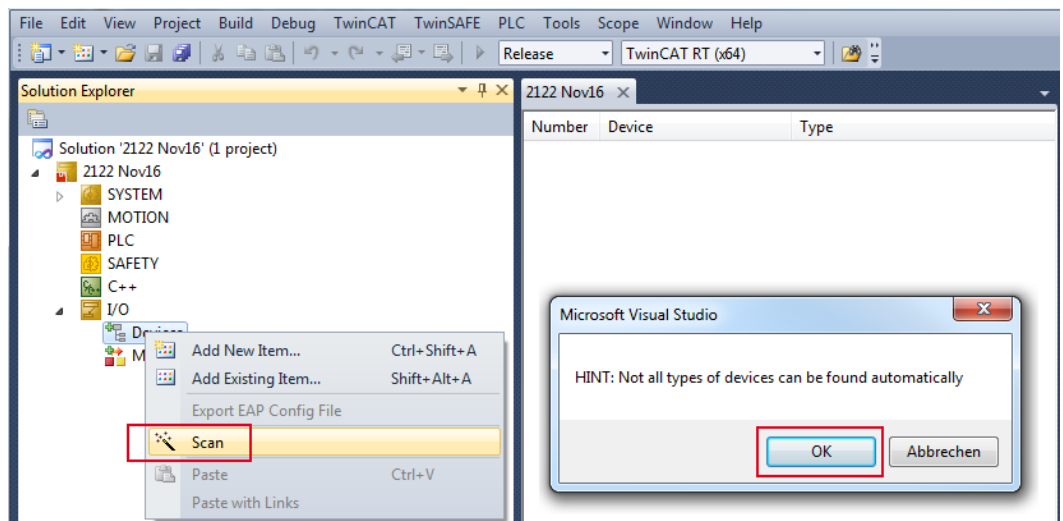 File Edit View Project Build Debug TwinCAT TwinSAFE PLC Tools Scope Window Help
Release TwinCAT RT (x64)
Solution Explorer
2122 Nov16
Number Device Type
Solution '2122 Nov16' (1 project)
2122 Nov16
SYSTEM
MOTION
PLC
SAFETY
C++
I/O
Add New Item... Ctrl+Shift+A
Add Existing Item... Shift+Alt+A
Export EAP Config File
Scan
Paste Ctrl+V
Paste with Links
Microsoft Visual Studio
HINT: Not all types of devices can be found automatically
OK Abbrechen